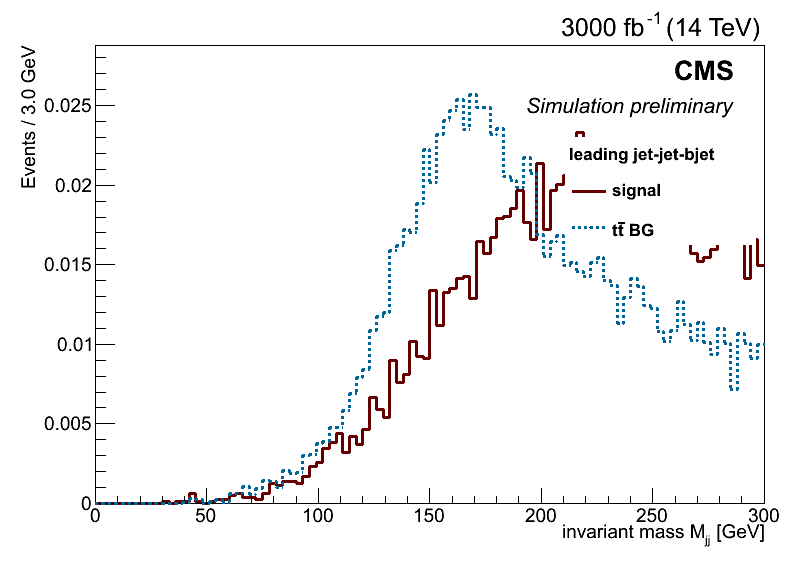 3000 fb-1 (14 TeV)
CMS
Simulation preliminary
leading jet-jet-bjet
signal
tt̄ BG
Events / 3.0 GeV
0.025
0.02
0.015
0.01
0.005
0
0 50 100 150 200 250 300
invariant mass Mjj [GeV]